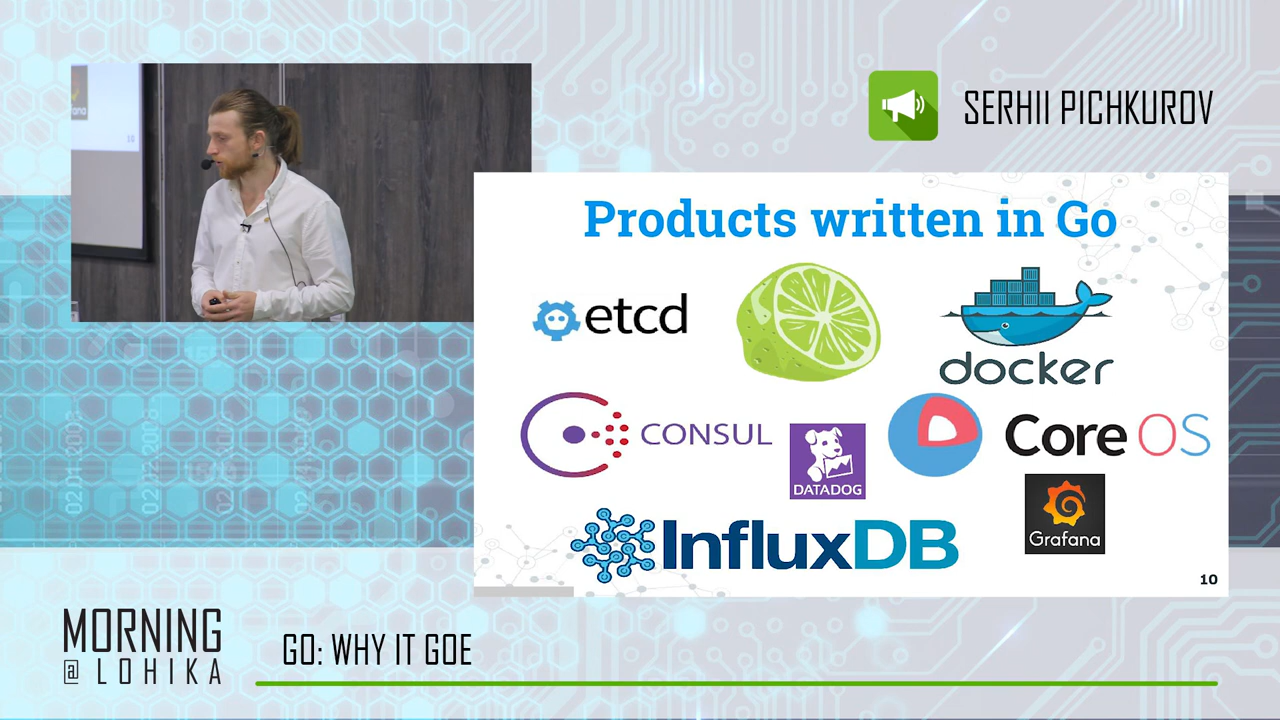 SERHII PICHKUROV
Products written in Go
etcd
docker
CONSUL
DATADOG
Core OS
Grafana
InfluxDB
10
MORNING
@ LOHIKA
GO: WHY IT GOE